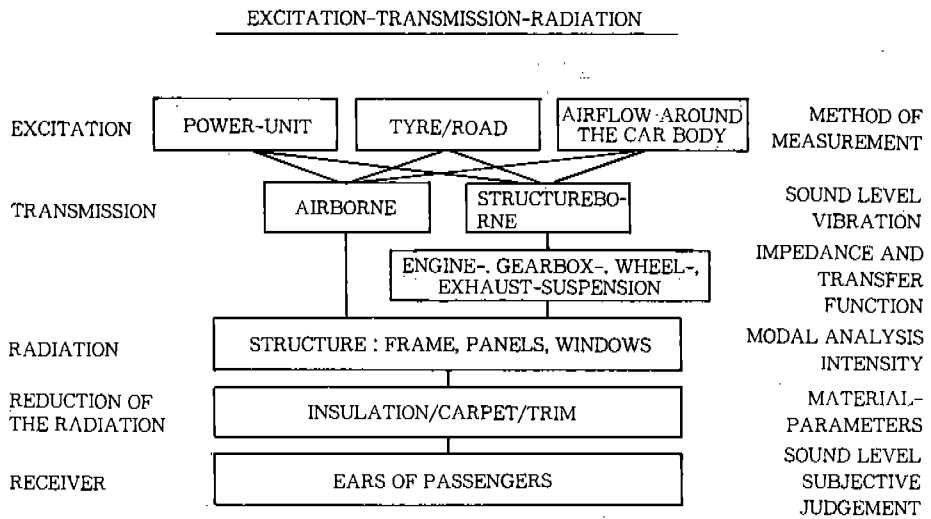 EXCITATION-TRANSMISSION-RADIATION
EXCITATION
POWER-UNIT
TYRE/ROAD
AIRFLOW AROUND
THE CAR BODY
METHOD OF
MEASUREMENT
TRANSMISSION
AIRBORNE
STRUCTUREBO-
RNE
SOUND LEVEL
VIBRATION
ENGINE-, GEARBOX-, WHEEL-,
EXHAUST-SUSPENSION
IMPEDANCE AND
TRANSFER
FUNCTION
RADIATION
STRUCTURE : FRAME, PANELS, WINDOWS
MODAL ANALYSIS
INTENSITY
REDUCTION OF
THE RADIATION
INSULATION/CARPET/TRIM
MATERIAL-
PARAMETERS
RECEIVER
EARS OF PASSENGERS
SOUND LEVEL
SUBJECTIVE
JUDGEMENT